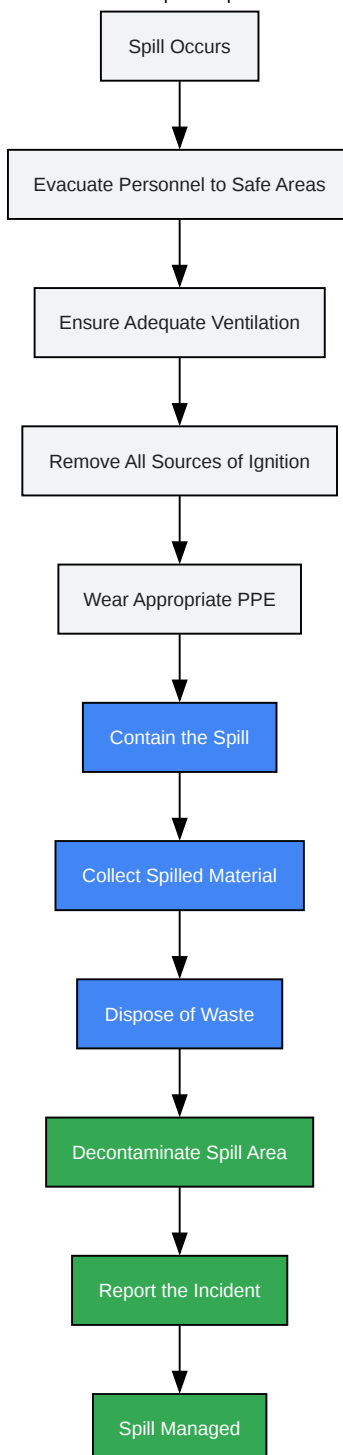 Spill Occurs
Evacuate Personnel to Safe Areas
Ensure Adequate Ventilation
Remove All Sources of Ignition
Wear Appropriate PPE
Contain the Spill
Collect Spilled Material
Dispose of Waste
Decontaminate Spill Area
Report the Incident
Spill Managed